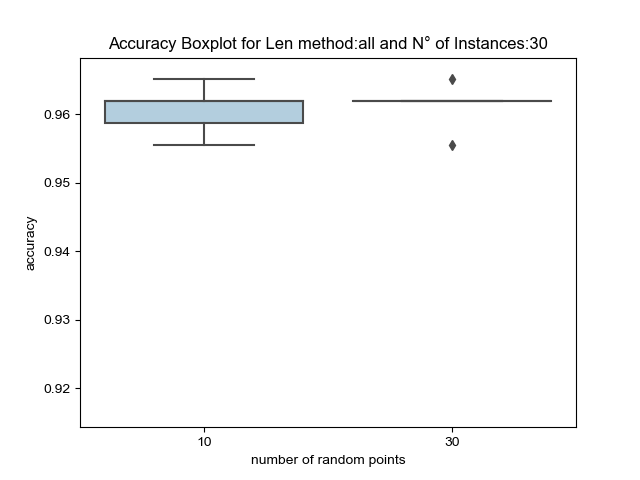 Accuracy Boxplot for Len method:all and N° of Instances:30
accuracy
0.96
0.95
0.94
0.93
0.92
10
30
number of random points